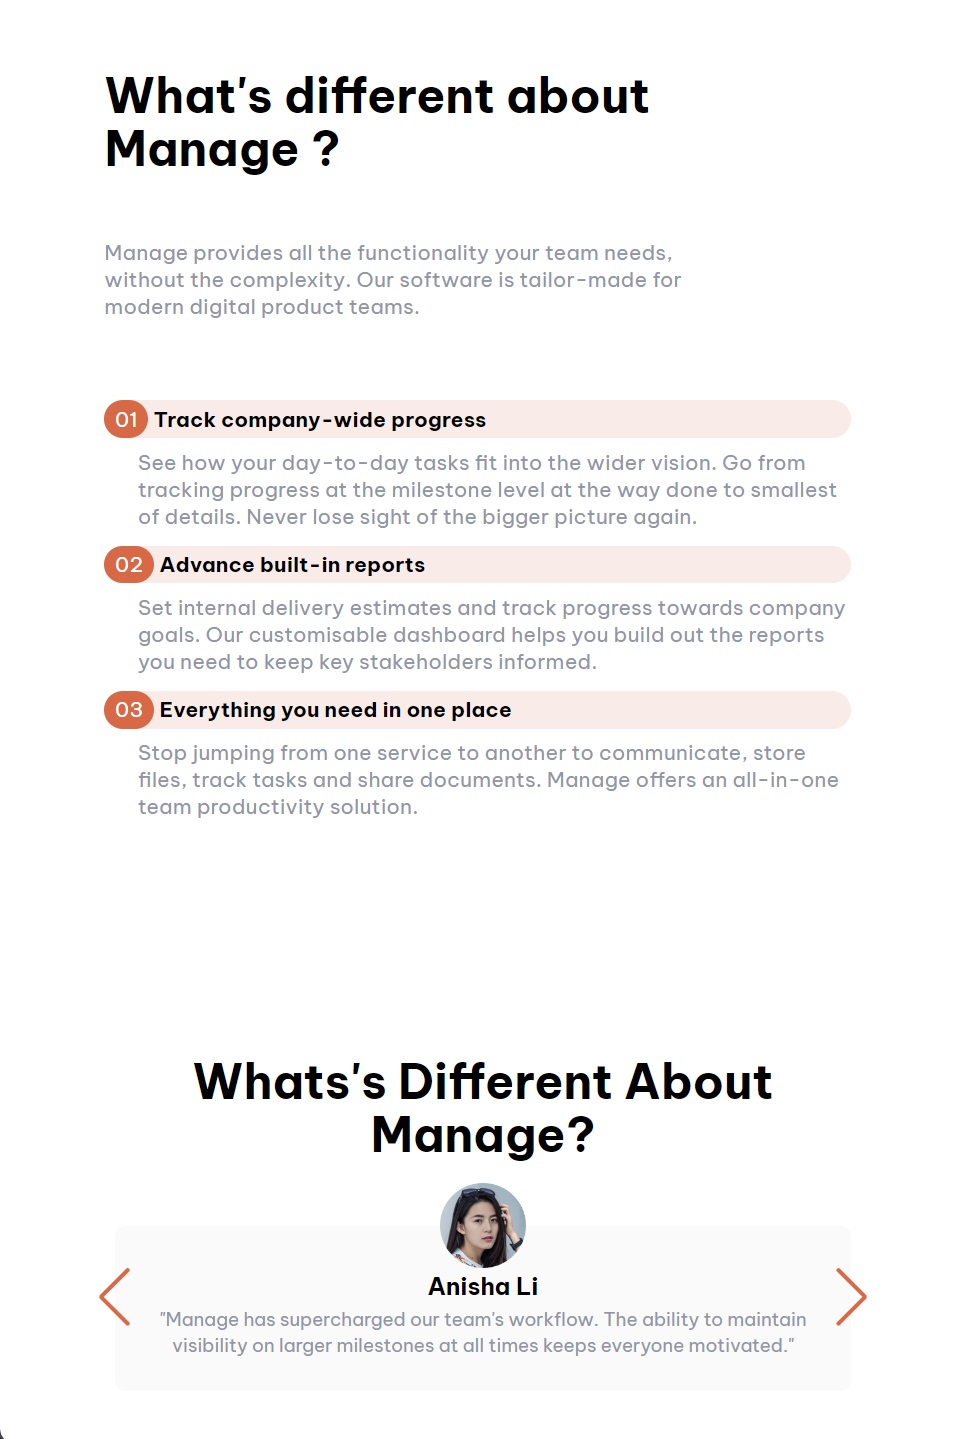 What's different about
Manage ?
Manage provides all the functionality your team needs,
without the complexity. Our software is tailor-made for
modern digital product teams.
01 Track company-wide progress
See how your day-to-day tasks fit into the wider vision. Go from
tracking progress at the milestone level at the way done to smallest
of details. Never lose sight of the bigger picture again.
02 Advance built-in reports
Set internal delivery estimates and track progress towards company
goals. Our customisable dashboard helps you build out the reports
you need to keep key stakeholders informed.
03 Everything you need in one place
Stop jumping from one service to another to communicate, store
files, track tasks and share documents. Manage offers an all-in-one
team productivity solution.
Whats's Different About
Manage?
Anisha Li
"Manage has supercharged our team's workflow. The ability to maintain
visibility on larger milestones at all times keeps everyone motivated."